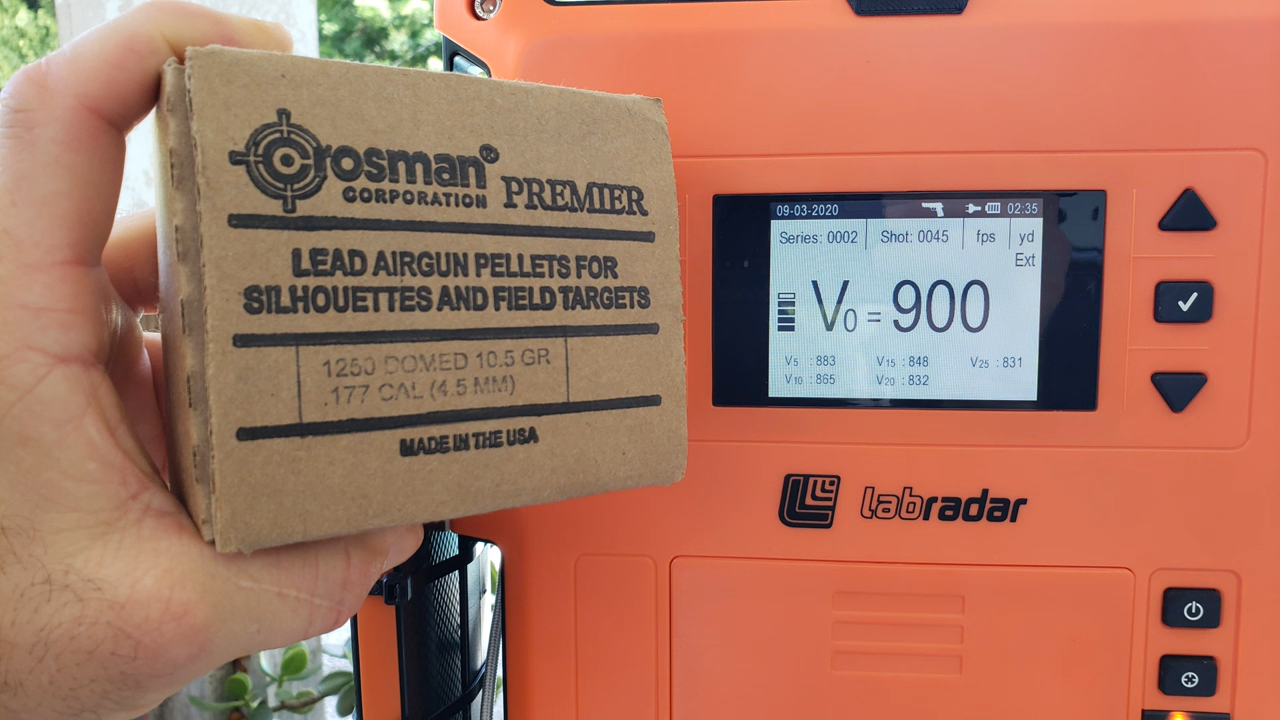 Crosman®
CORPORATION PREMIER
LEAD AIRGUN PELLETS FOR
SILHOUETTES AND FIELD TARGETS
1250 DOMED 10.5 GR
.177 CAL (4.5 MM)
MADE IN THE USA
09-03-2020 02:35
Series: 0002 Shot: 0045 fps yd
Ext
V0 = 900
V5 : 883 V15 : 848 V25 : 831
V10 : 865 V20 : 832
labradar